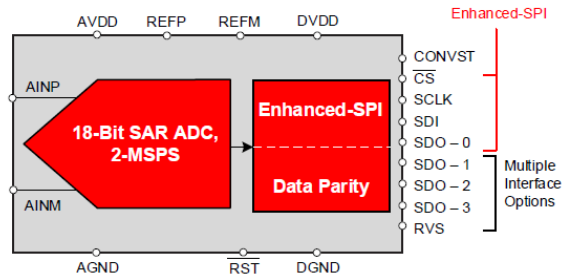 Enhanced-SPI
AVDD REFP REFM DVDD
CONVST
CS
AINP
SCLK
18-Bit SAR ADC,
2-MSPS
Enhanced-SPI
SDI
SDO – 0
SDO – 1
Data Parity
SDO – 2
SDO – 3
Multiple
Interface
Options
AINM
RVS
AGND RST DGND